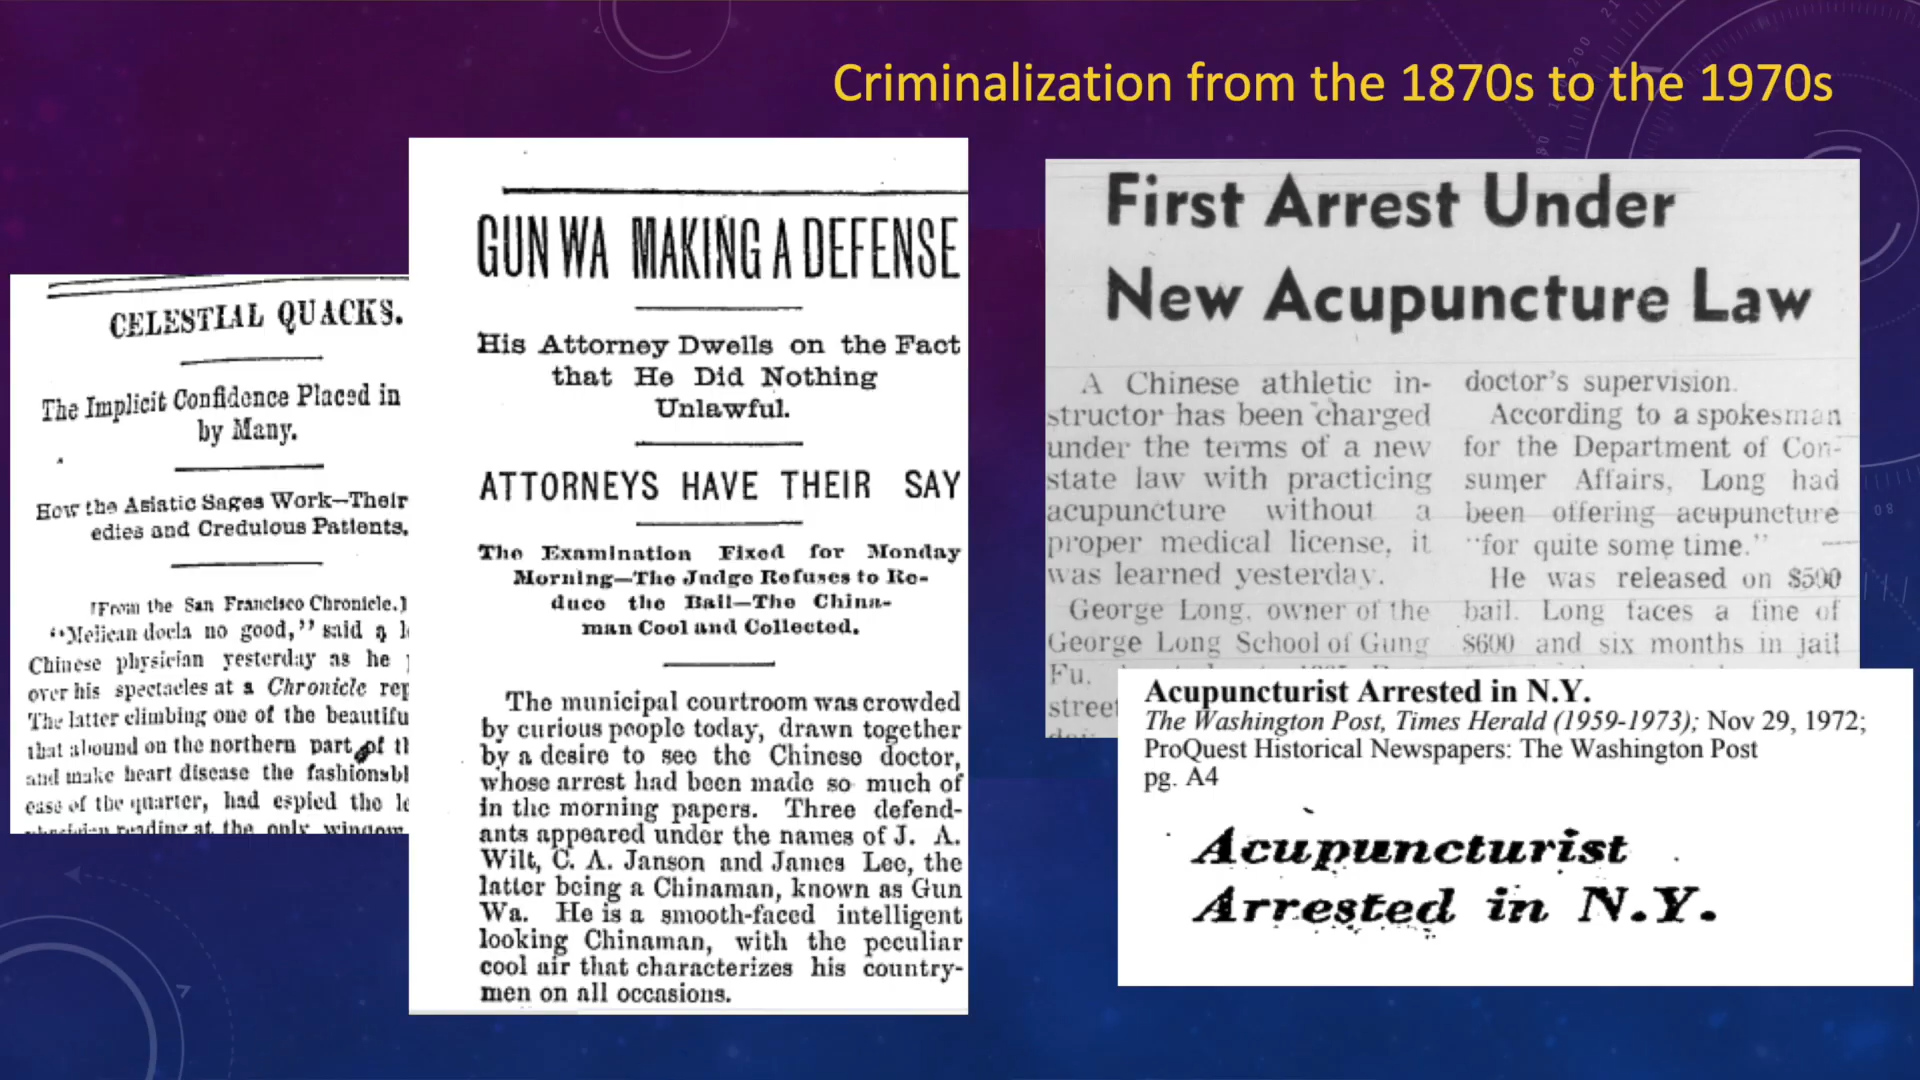 Criminalization from the 1870s to the 1970s
CELESTIAL QUACKS.
The Implicit Confidence Placed in
by Many.
How the Asiatic Sages Work—Their
edies and Credulous Patients.
[From the San Francisco Chronicle.]
“Melican docla no good,” said a
Chinese physician yesterday as he
over his spectacles at a Chronicle rep
The latter climbing one of the beautifu
that abound on the northern part of
and make heart disease the fashionabl
ease of the quarter, had espied the
physician reading at the only window
GUN WA MAKING A DEFENSE
His Attorney Dwells on the Fact
that He Did Nothing
Unlawful.
ATTORNEYS HAVE THEIR SAY
The Examination Fixed for Monday
Morning—The Judge Refuses to Re-
duce the Bail—The China-
man Cool and Collected.
The municipal courtroom was crowded
by curious people today, drawn together
by a desire to see the Chinese doctor,
whose arrest had been made so much of
in the morning papers. Three defend-
ants appeared under the names of J. A.
Wilt, C. A. Janson and James Lee, the
latter being a Chinaman, known as Gun
Wa. He is a smooth-faced intelligent
looking Chinaman, with the peculiar
cool air that characterizes his country-
men on all occasions.
First Arrest Under
New Acupuncture Law
A Chinese athletic in-
structor has been charged
under the terms of a new
state law with practicing
acupuncture without a
proper medical license, it
was learned yesterday.
George Long, owner of the
George Long School of Gung
Fu,
street
doctor's supervision.
According to a spokesman
for the Department of Con-
sumer Affairs, Long had
been offering acupuncture
“for quite some time.”
He was released on $500
bail. Long faces a fine of
$600 and six months in jail
Acupuncturist Arrested in N.Y.
The Washington Post, Times Herald (1959-1973); Nov 29, 1972;
ProQuest Historical Newspapers: The Washington Post
pg. A4
Acupuncturist
Arrested in N.Y.